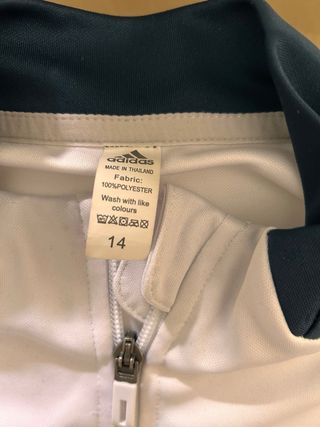 adidas
MADE IN THAILAND
Fabric:
100%POLYESTER
Wash with like
colours
14